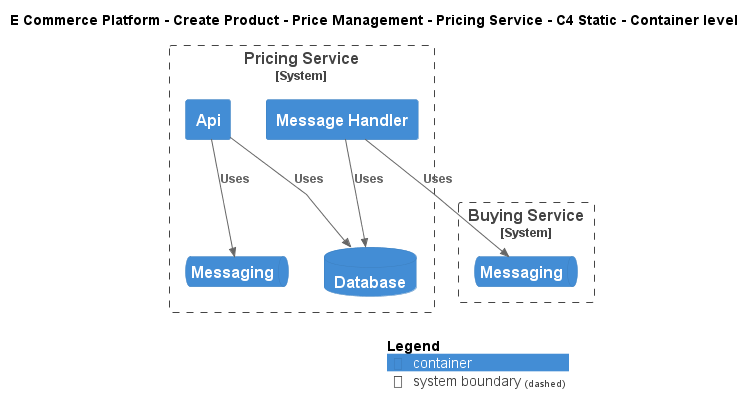 E Commerce Platform - Create Product - Price Management - Pricing Service - C4 Static - Container level
Pricing Service
[System]
Api
Message Handler
Uses
Uses
Uses
Uses
Buying Service
[System]
Messaging
Database
Messaging
Legend
container
system boundary (dashed)